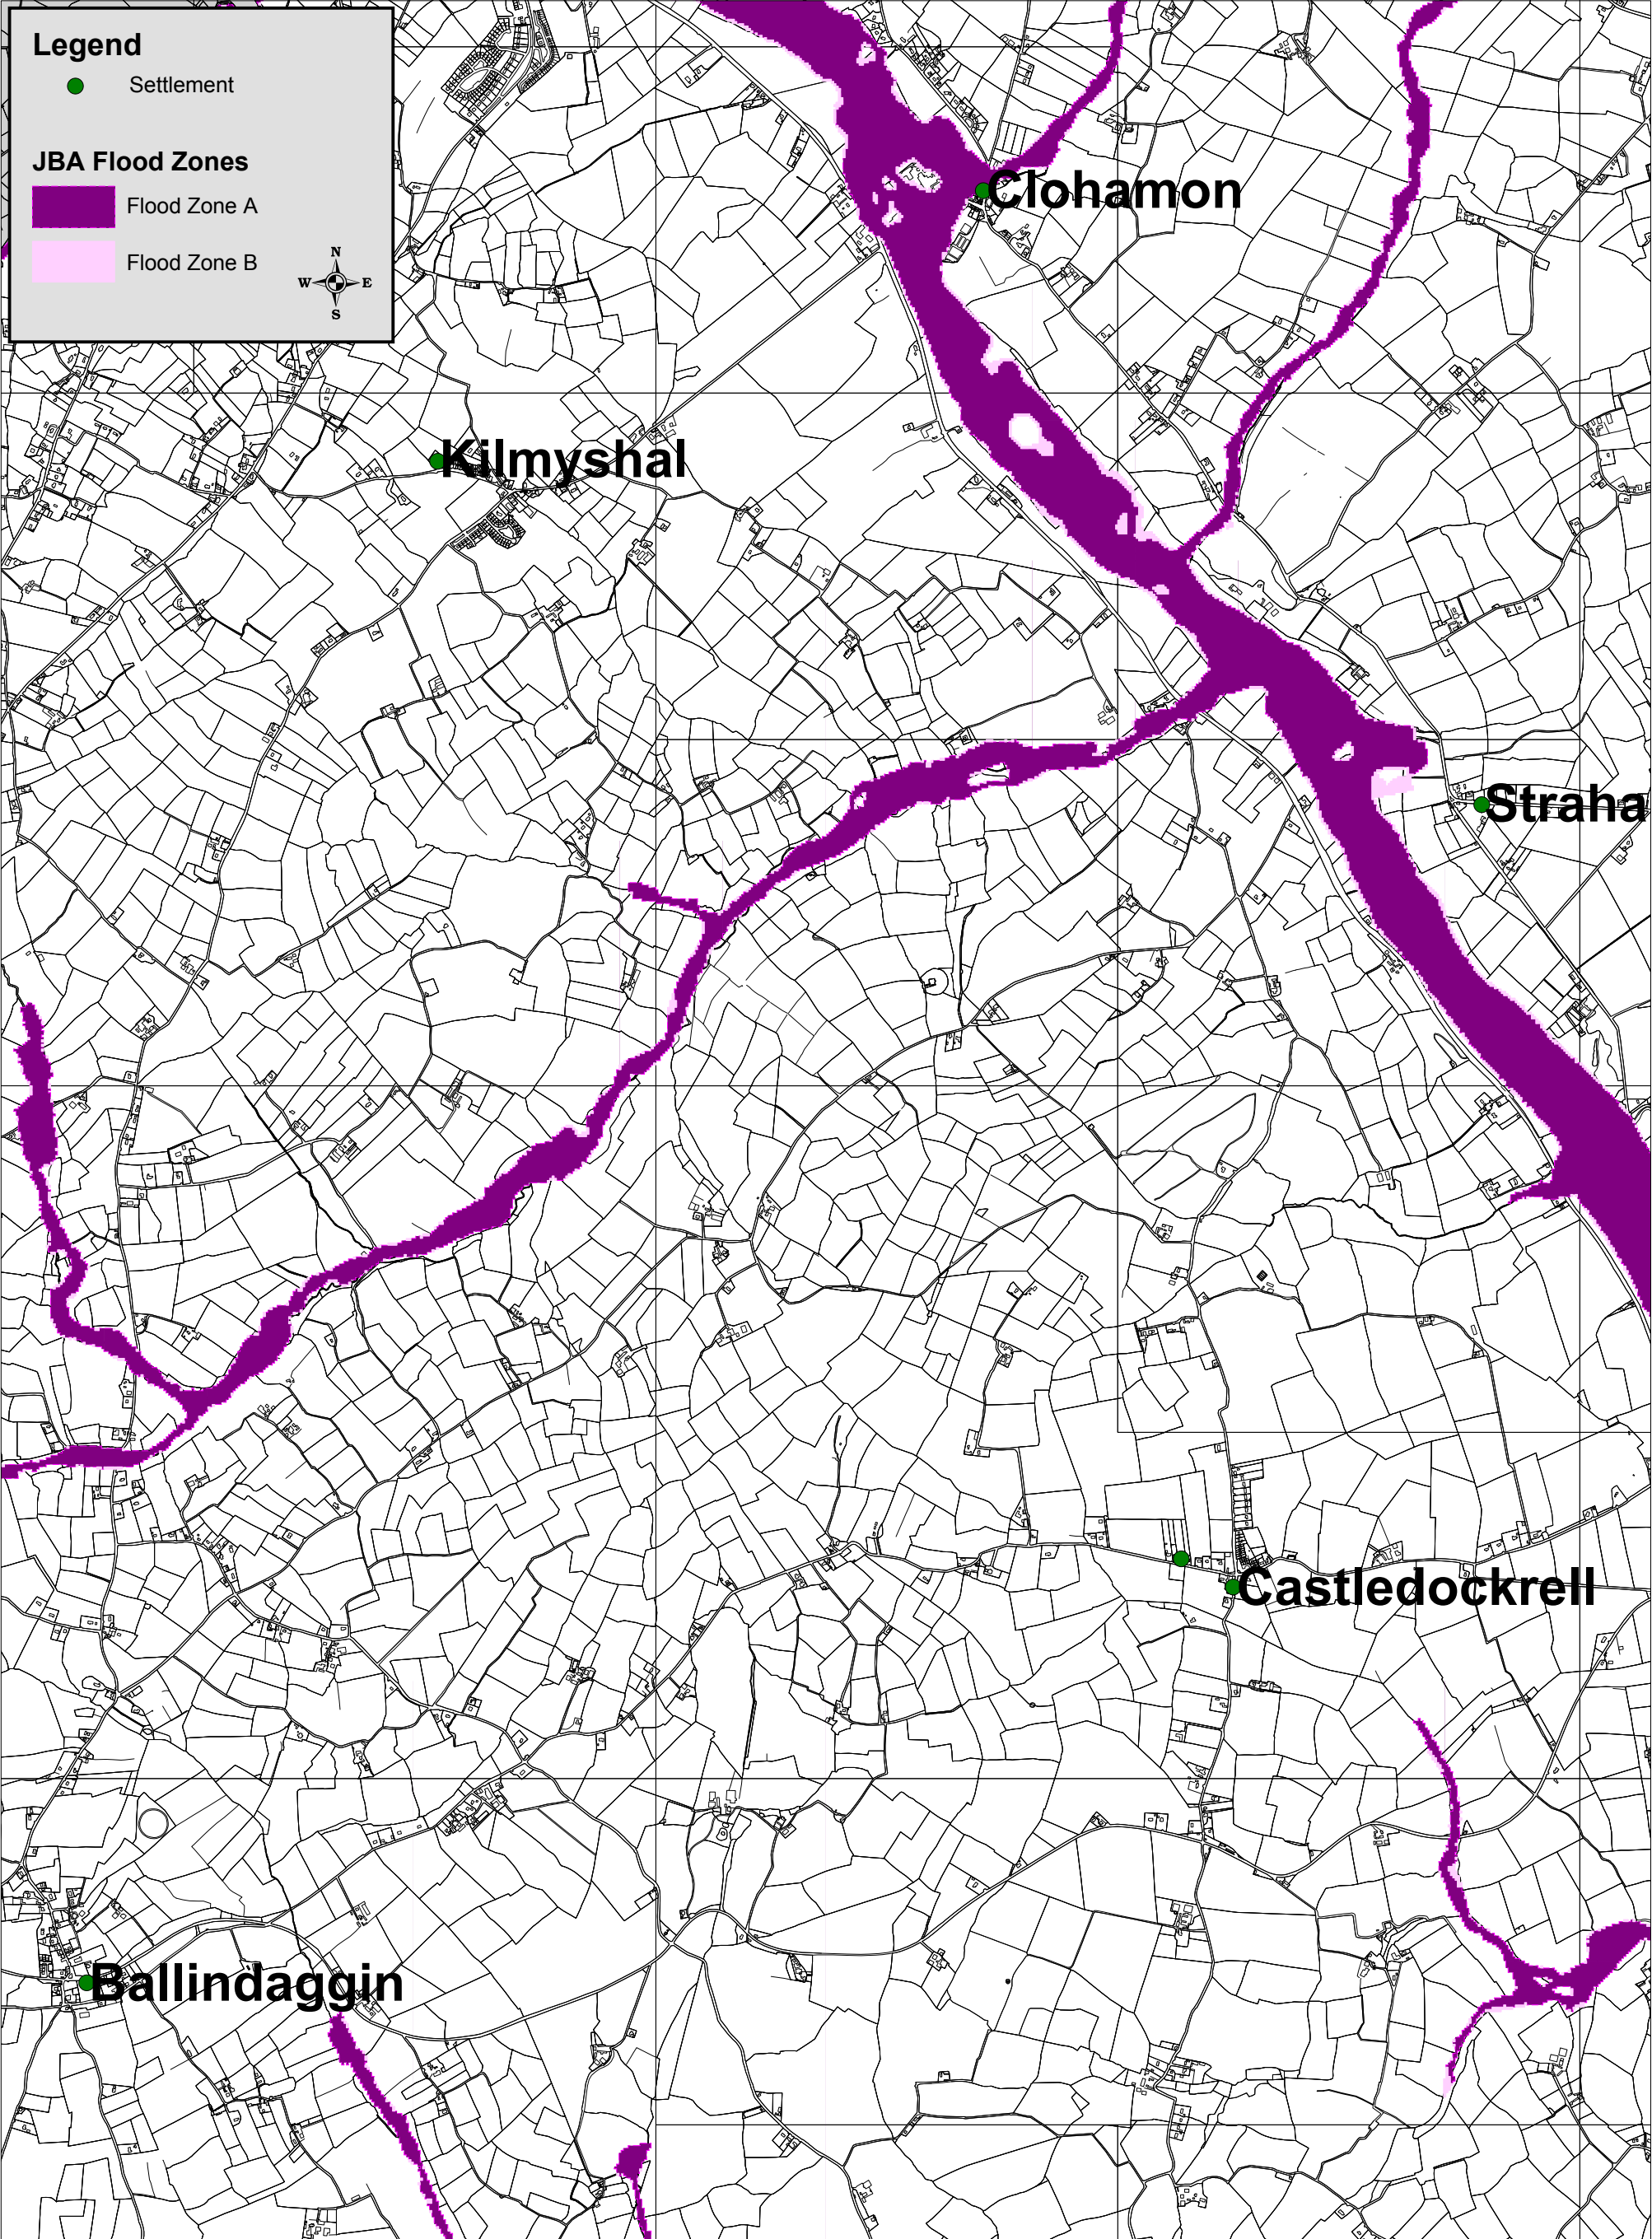 Legend
Settlement
JBA Flood Zones
Flood Zone A
Flood Zone B
N
W E
S
Clohamon
Kilmyshal
Straha
Castledockrell
Ballindaggin